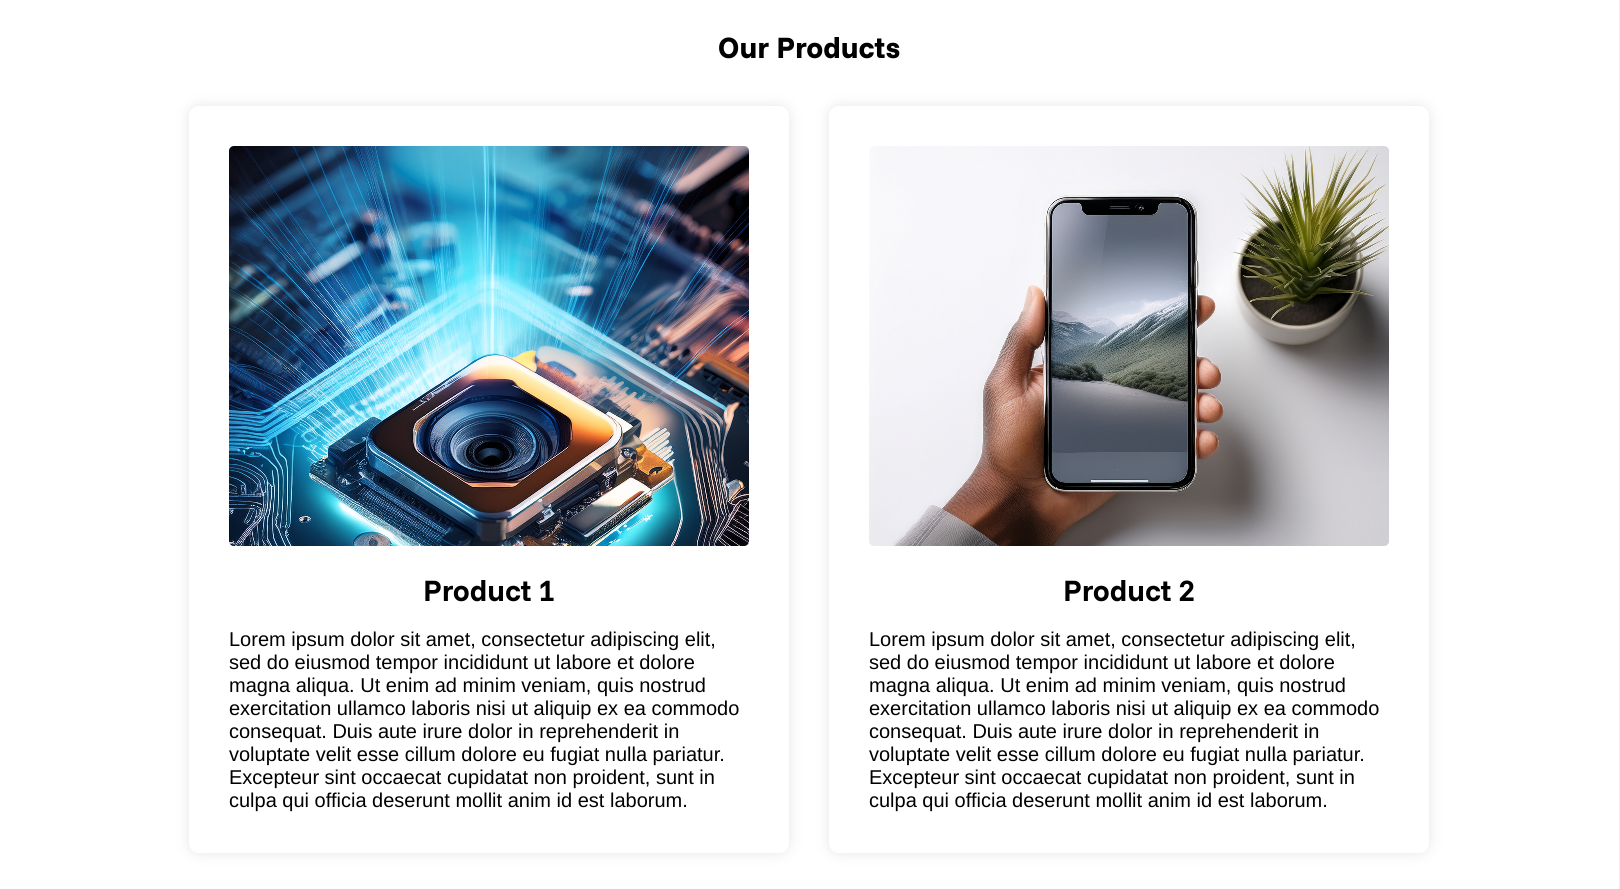 Our Products
Product 1
Lorem ipsum dolor sit amet, consectetur adipiscing elit,
sed do eiusmod tempor incididunt ut labore et dolore
magna aliqua. Ut enim ad minim veniam, quis nostrud
exercitation ullamco laboris nisi ut aliquip ex ea commodo
consequat. Duis aute irure dolor in reprehenderit in
voluptate velit esse cillum dolore eu fugiat nulla pariatur.
Excepteur sint occaecat cupidatat non proident, sunt in
culpa qui officia deserunt mollit anim id est laborum.
Product 2
Lorem ipsum dolor sit amet, consectetur adipiscing elit,
sed do eiusmod tempor incididunt ut labore et dolore
magna aliqua. Ut enim ad minim veniam, quis nostrud
exercitation ullamco laboris nisi ut aliquip ex ea commodo
consequat. Duis aute irure dolor in reprehenderit in
voluptate velit esse cillum dolore eu fugiat nulla pariatur.
Excepteur sint occaecat cupidatat non proident, sunt in
culpa qui officia deserunt mollit anim id est laborum.